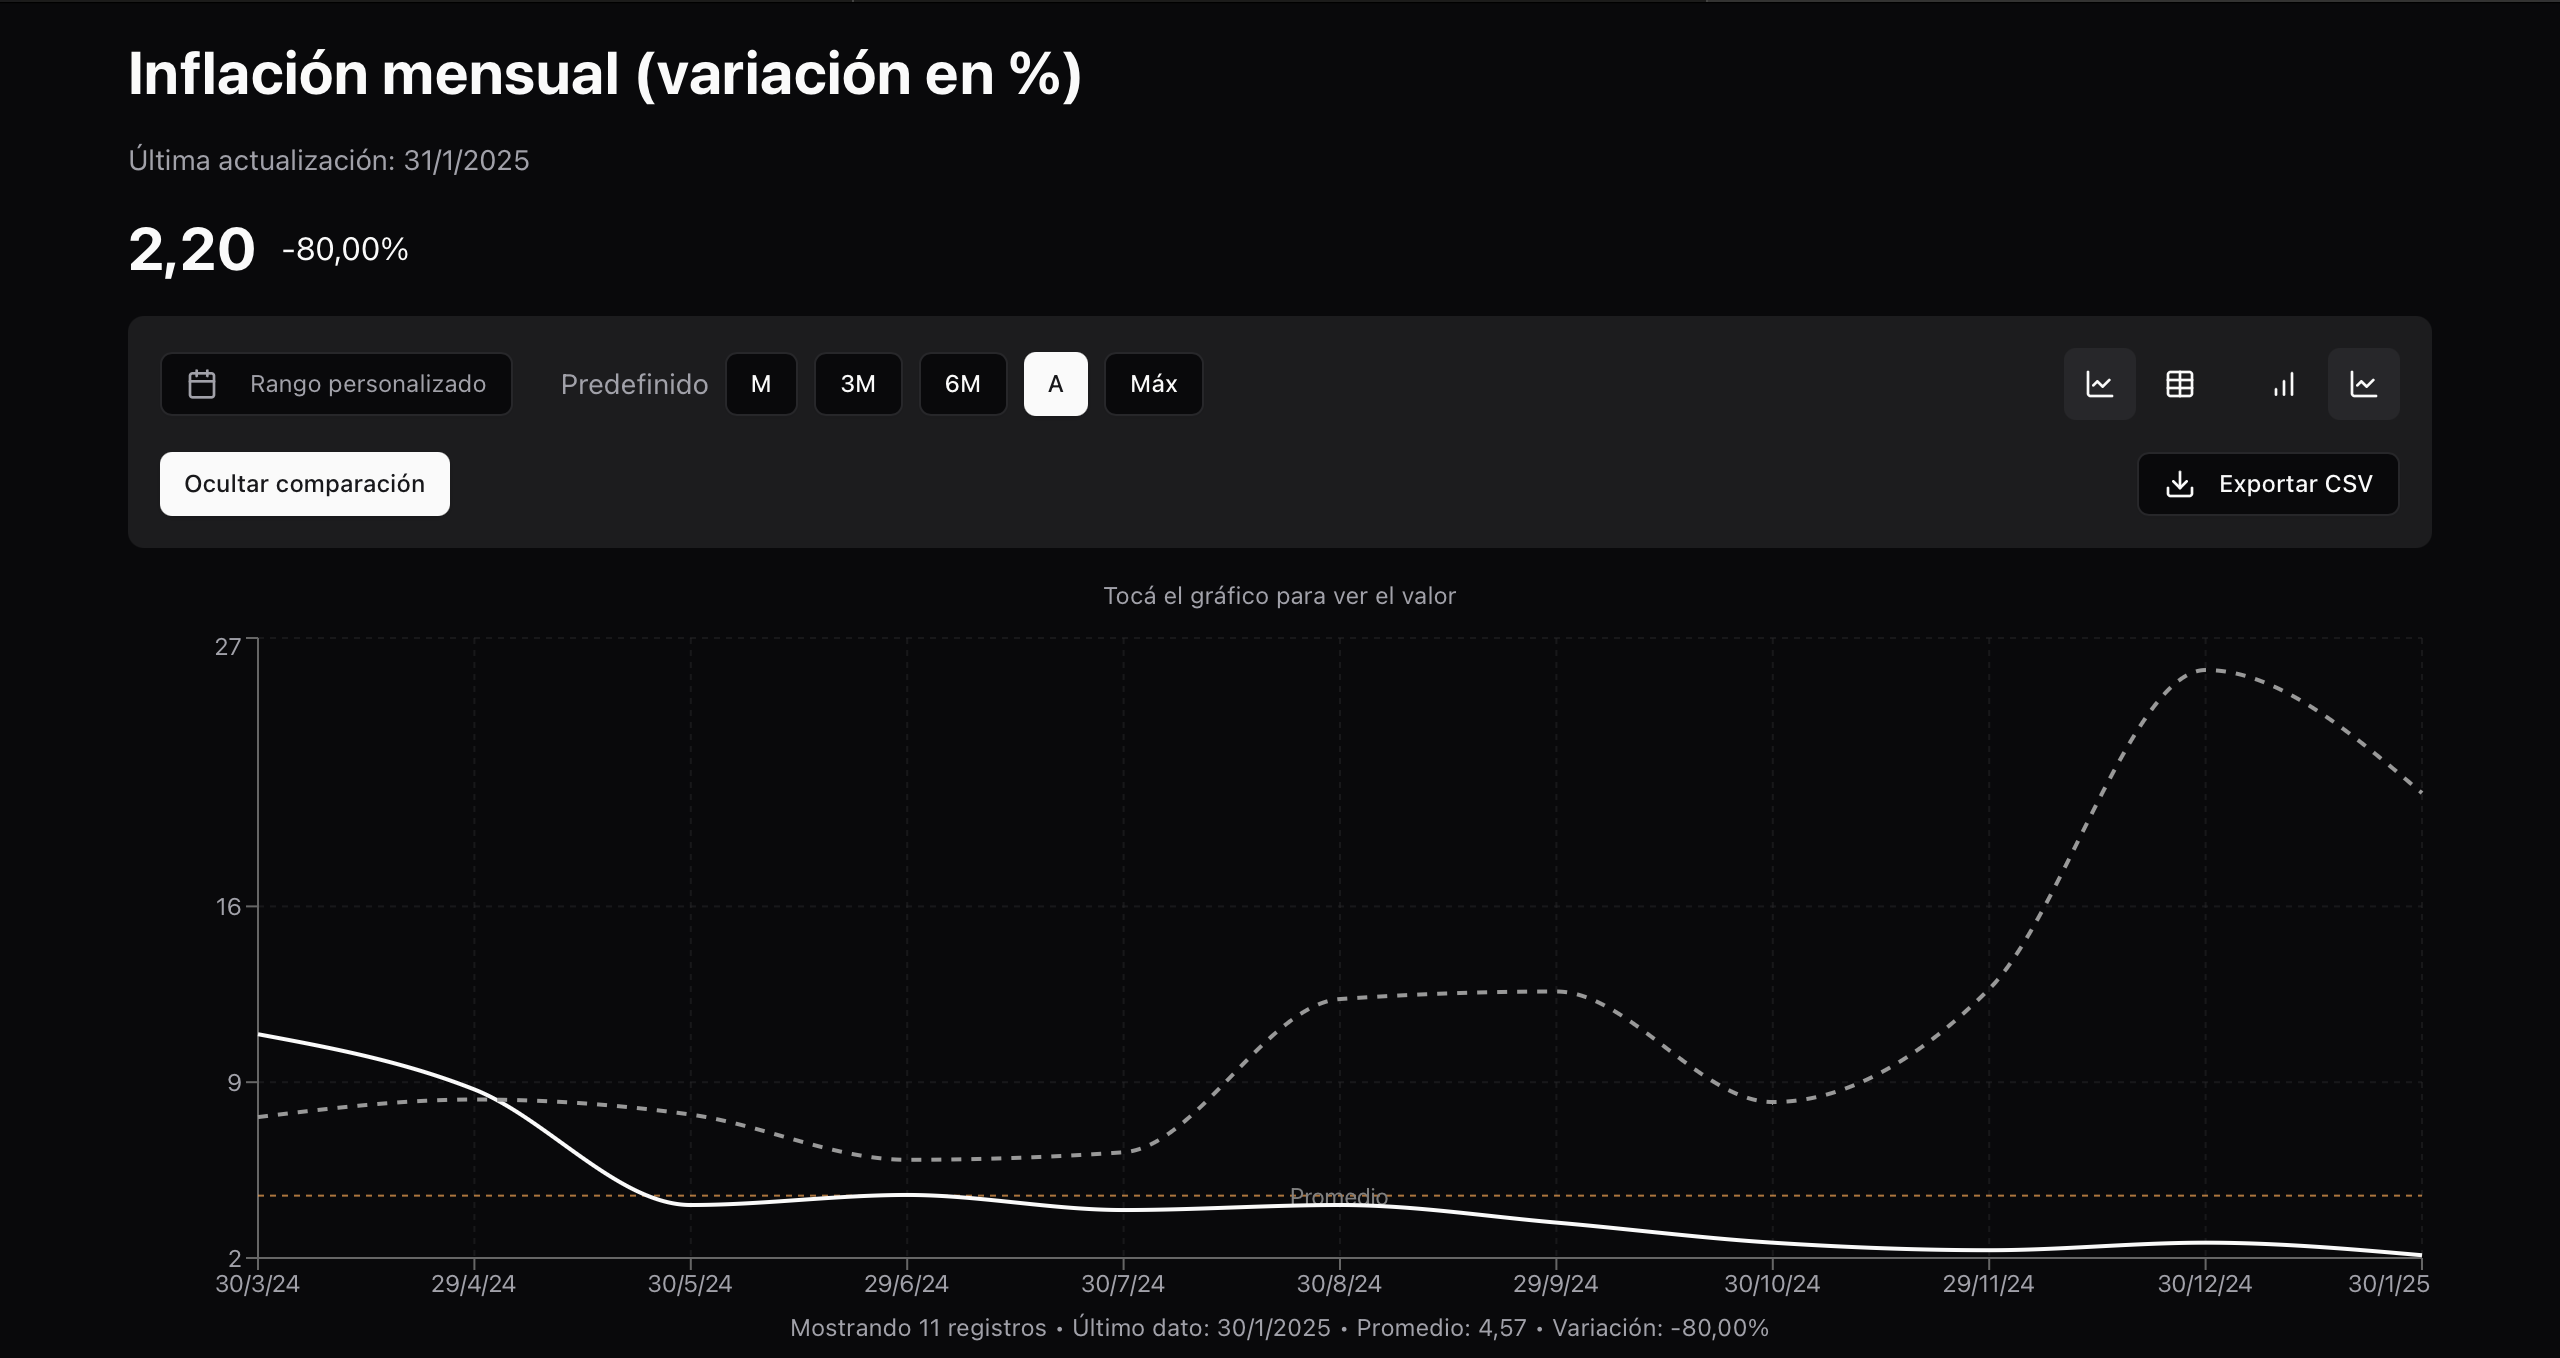 Inflación mensual (variación en %)
Última actualización: 31/1/2025
2,20 -80,00%
Rango personalizado Predefinido M 3M 6M A Máx
Ocultar comparación Exportar CSV
Tocá el gráfico para ver el valor
27
16
9
Promedio
2
30/3/24 29/4/24 30/5/24 29/6/24 30/7/24 30/8/24 29/9/24 30/10/24 29/11/24 30/12/24 30/1/25
Mostrando 11 registros • Último dato: 30/1/2025 • Promedio: 4,57 • Variación: -80,00%